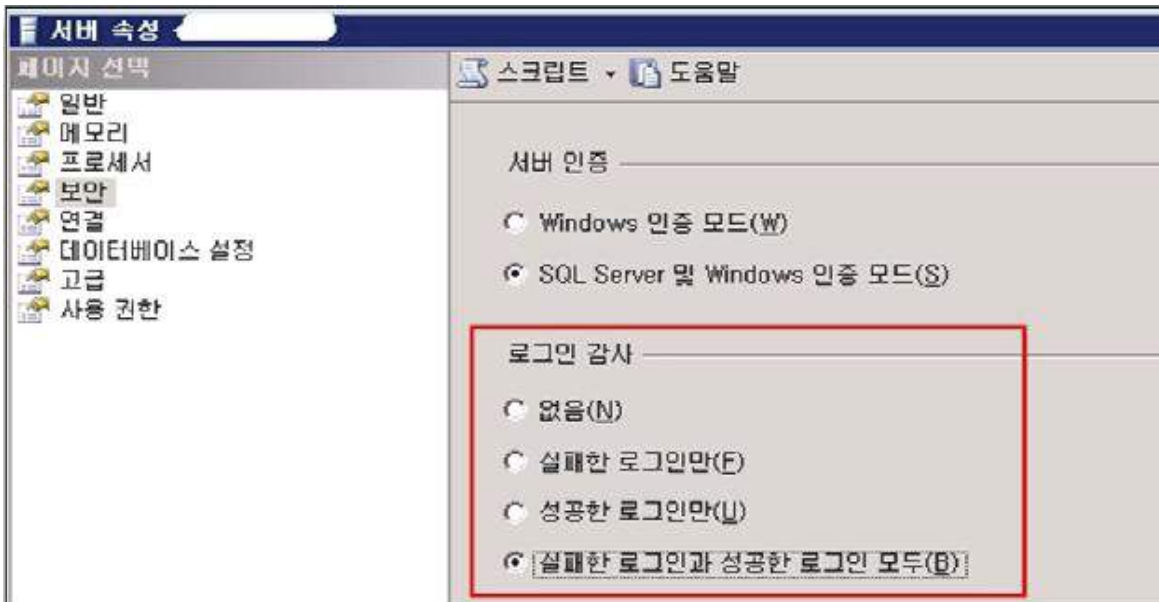 서버 속성 -
페이지 선택
일반
메모리
프로세서
보안
연결
데이터베이스 설정
고급
사용 권한
스크립트 도움말
서버 인증
Windows 인증 모드(W)
SQL Server 및 Windows 인증 모드(S)
로그인 감사
없음(N)
실패한 로그인만(F)
성공한 로그인만(U)
실패한 로그인과 성공한 로그인 모두(B)